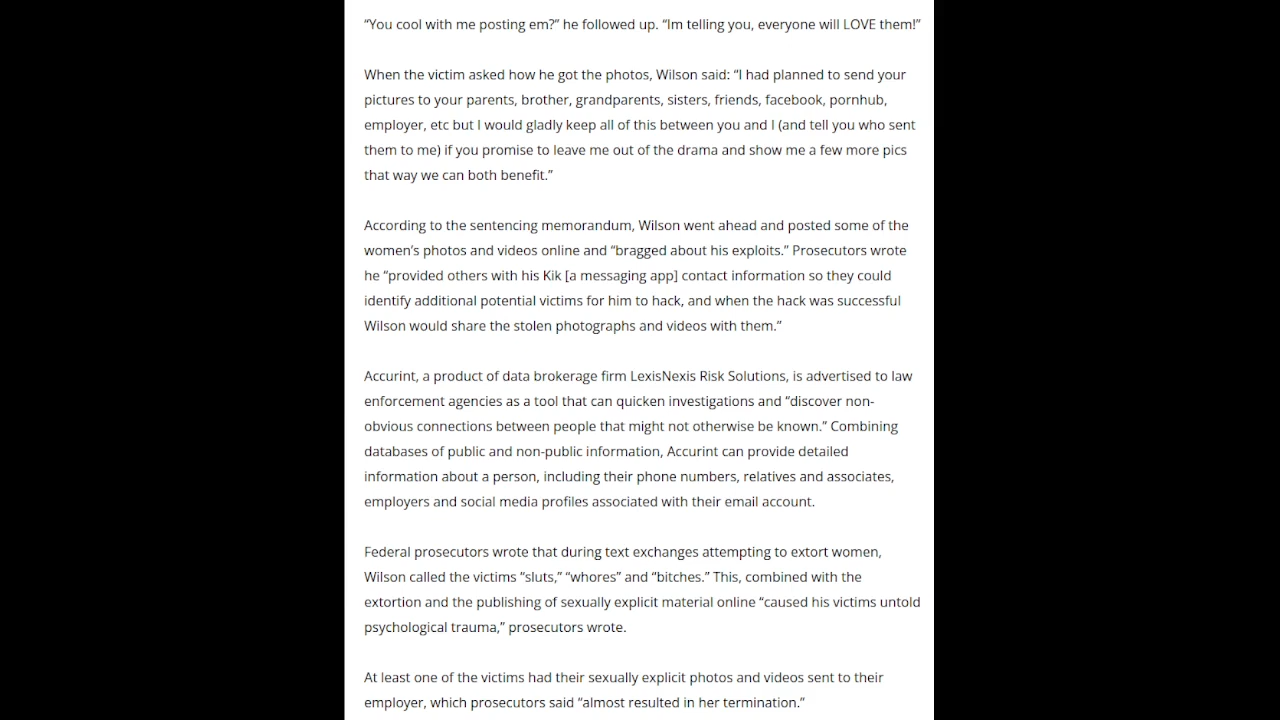 “You cool with me posting em?” he followed up. “Im telling you, everyone will LOVE them!”
When the victim asked how he got the photos, Wilson said: “I had planned to send your
pictures to your parents, brother, grandparents, sisters, friends, facebook, pornhub,
employer, etc but I would gladly keep all of this between you and I (and tell you who sent
them to me) if you promise to leave me out of the drama and show me a few more pics
that way we can both benefit.”
According to the sentencing memorandum, Wilson went ahead and posted some of the
women’s photos and videos online and “bragged about his exploits.” Prosecutors wrote
he “provided others with his Kik [a messaging app] contact information so they could
identify additional potential victims for him to hack, and when the hack was successful
Wilson would share the stolen photographs and videos with them.”
Accurint, a product of data brokerage firm LexisNexis Risk Solutions, is advertised to law
enforcement agencies as a tool that can quicken investigations and “discover non-
obvious connections between people that might not otherwise be known.” Combining
databases of public and non-public information, Accurint can provide detailed
information about a person, including their phone numbers, relatives and associates,
employers and social media profiles associated with their email account.
Federal prosecutors wrote that during text exchanges attempting to extort women,
Wilson called the victims “sluts,” “whores” and “bitches.” This, combined with the
extortion and the publishing of sexually explicit material online “caused his victims untold
psychological trauma,” prosecutors wrote.
At least one of the victims had their sexually explicit photos and videos sent to their
employer, which prosecutors said “almost resulted in her termination.”